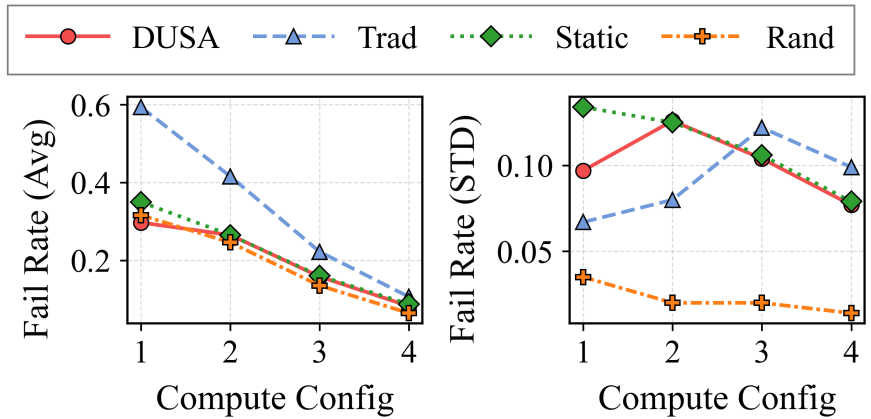 DUSA Trad Static Rand
Fail Rate (Avg)
0.6
0.4
0.2
1 2 3 4
Compute Config
Fail Rate (STD)
0.10
0.05
1 2 3 4
Compute Config